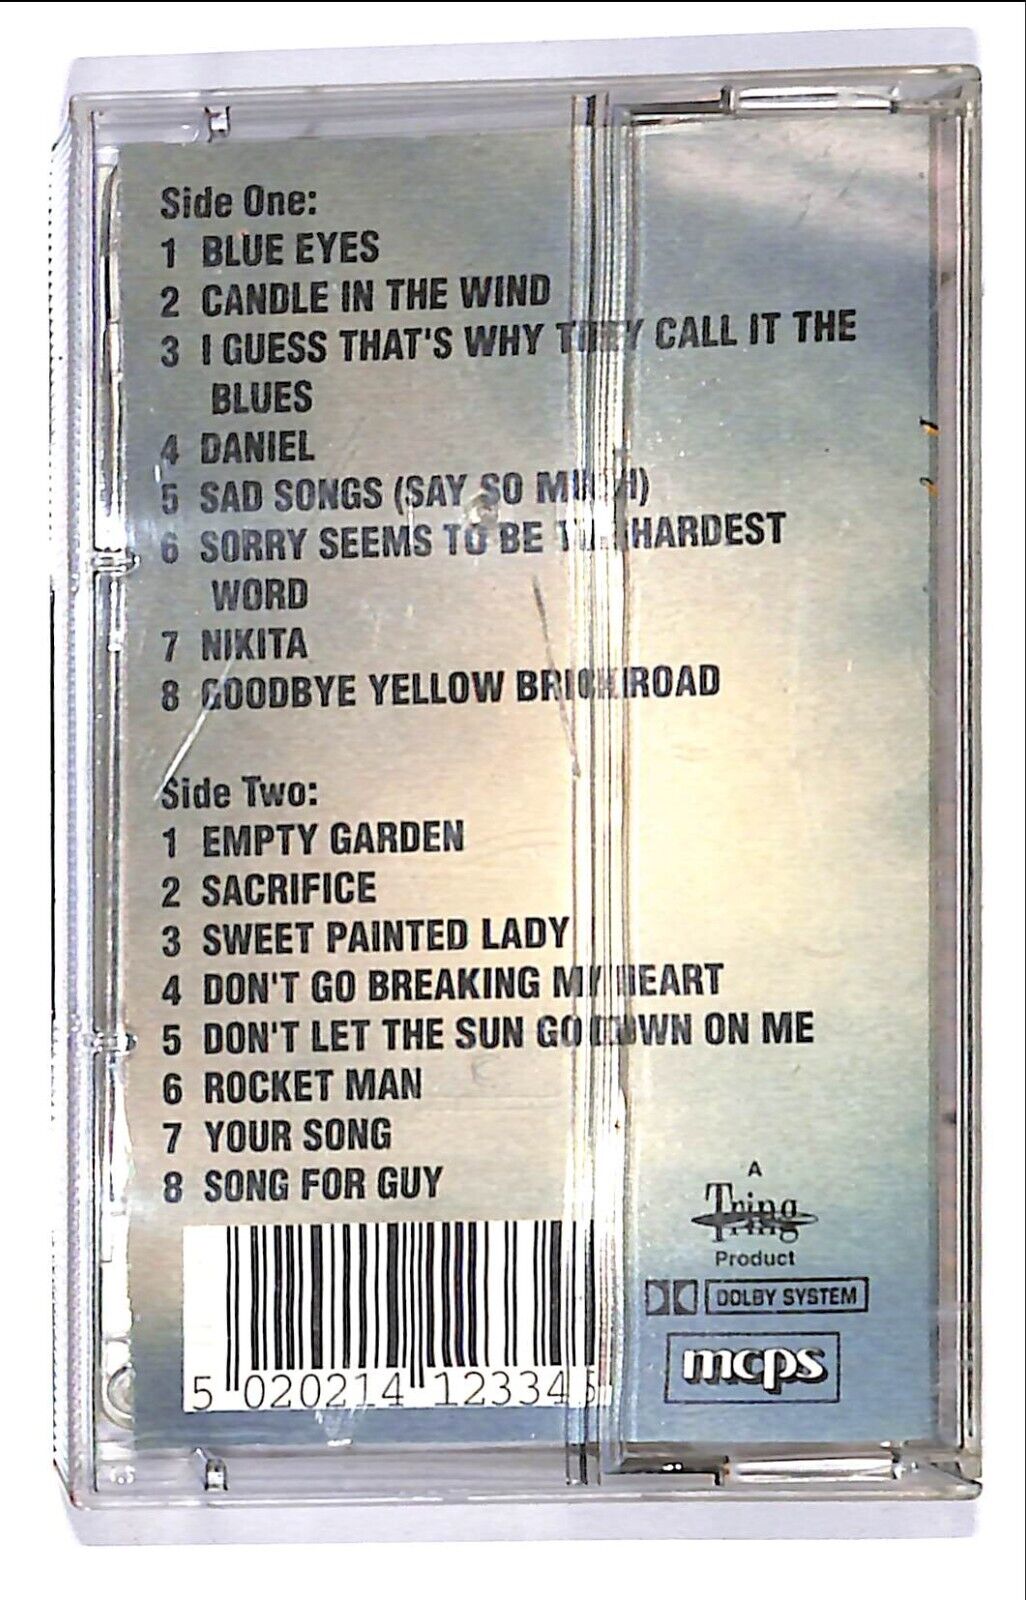 Side One:
1 BLUE EYES
2 CANDLE IN THE WIND
3 I GUESS THAT'S WHY THEY CALL IT THE
BLUES
4 DANIEL
5 SAD SONGS (SAY SO MUCH)
6 SORRY SEEMS TO BE THE HARDEST
WORD
7 NIKITA
8 GOODBYE YELLOW BRICK ROAD
Side Two:
1 EMPTY GARDEN
2 SACRIFICE
3 SWEET PAINTED LADY
4 DON'T GO BREAKING MY HEART
5 DON'T LET THE SUN GO DOWN ON ME
6 ROCKET MAN
7 YOUR SONG
8 SONG FOR GUY
A
Tring
Product
DOLBY SYSTEM
mcps
5 020214 123345